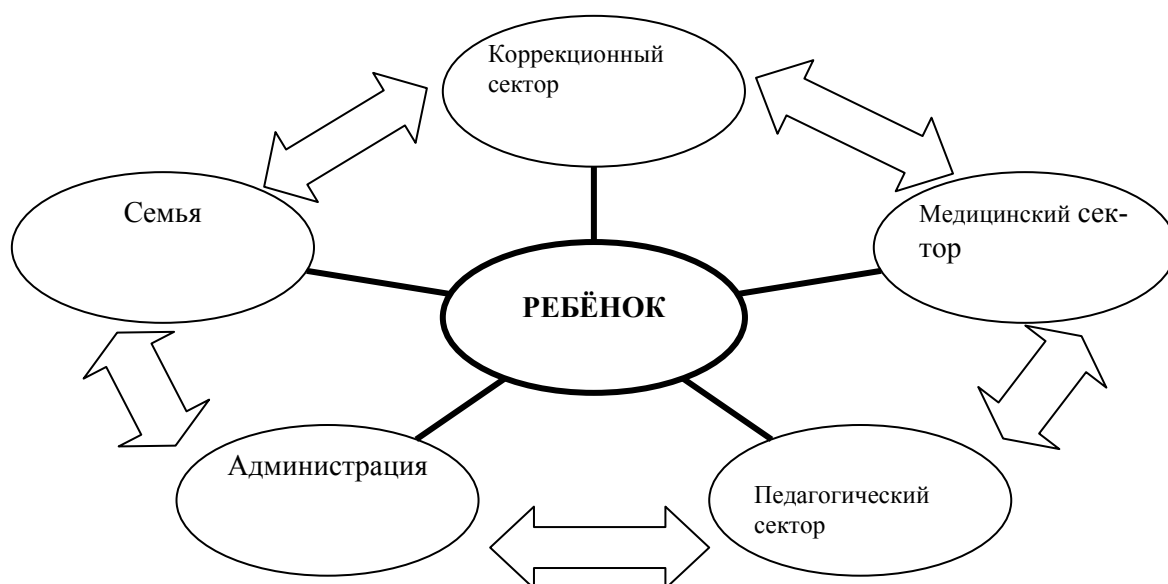 Коррекционный
сектор
Семья
Медицинский сек-
тор
РЕБЁНОК
Администрация
Педагогический
сектор